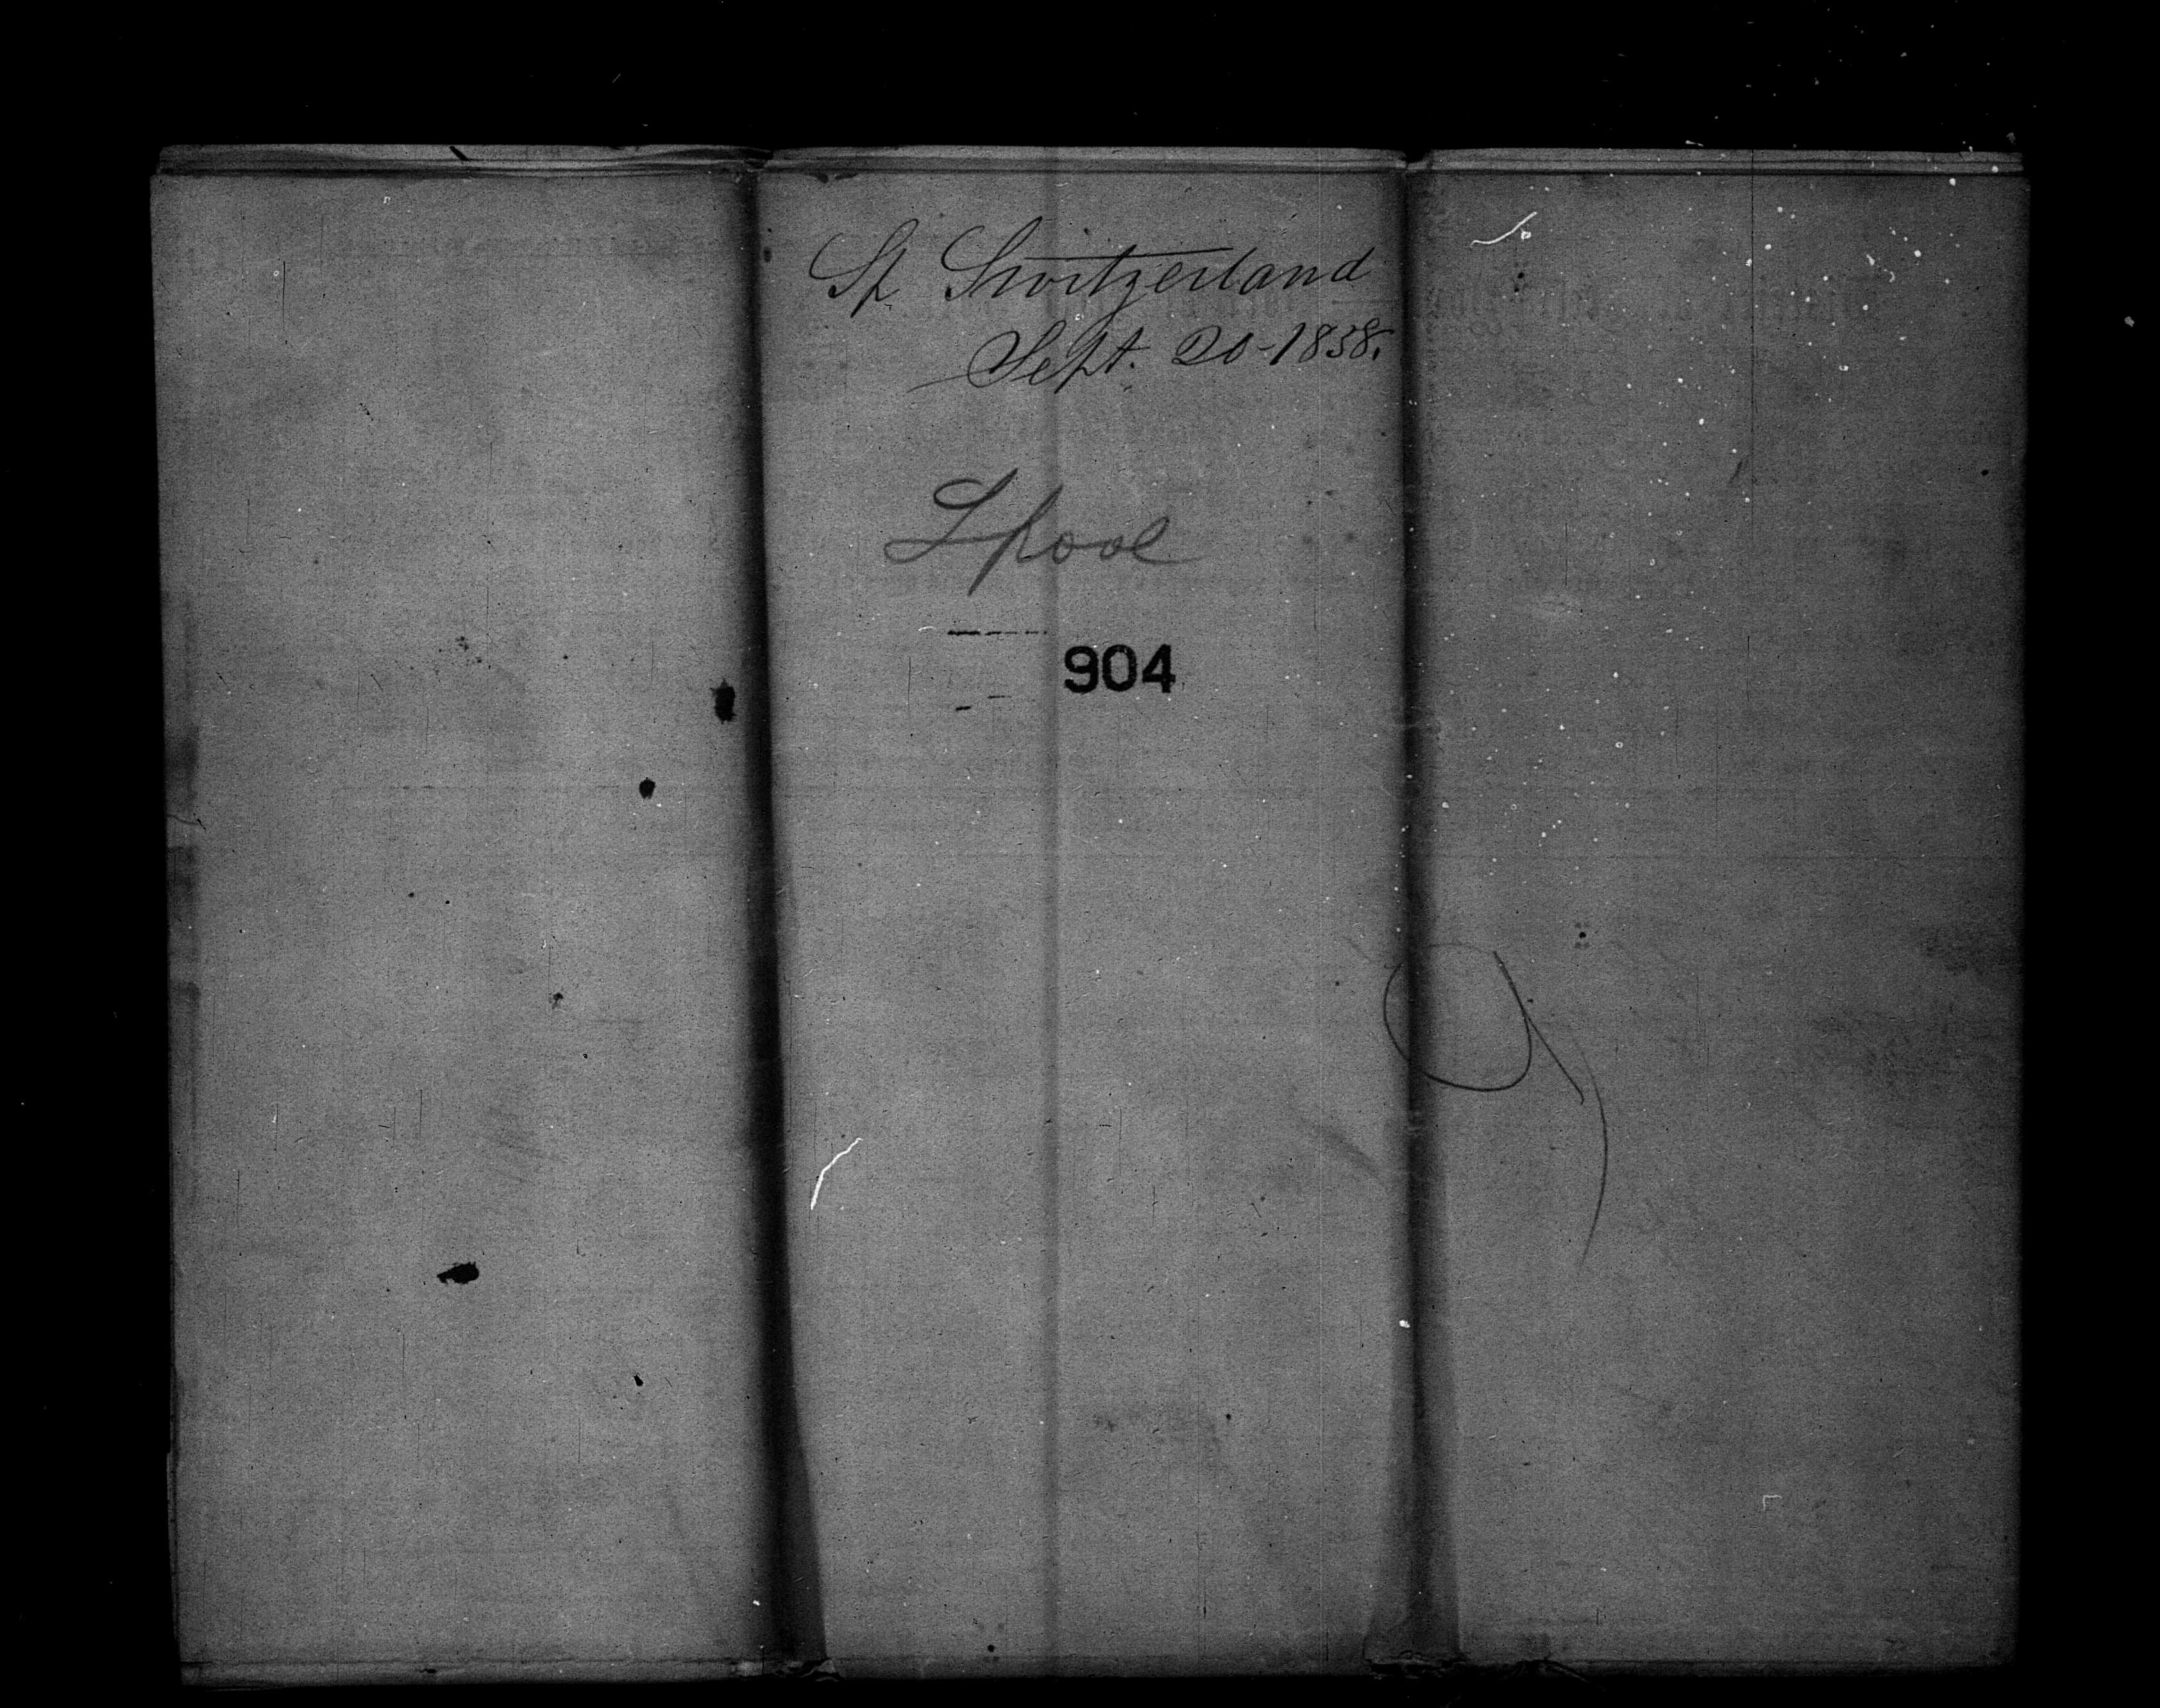 Sp Switzerland
Sept. 20-1858.
Lpool
904